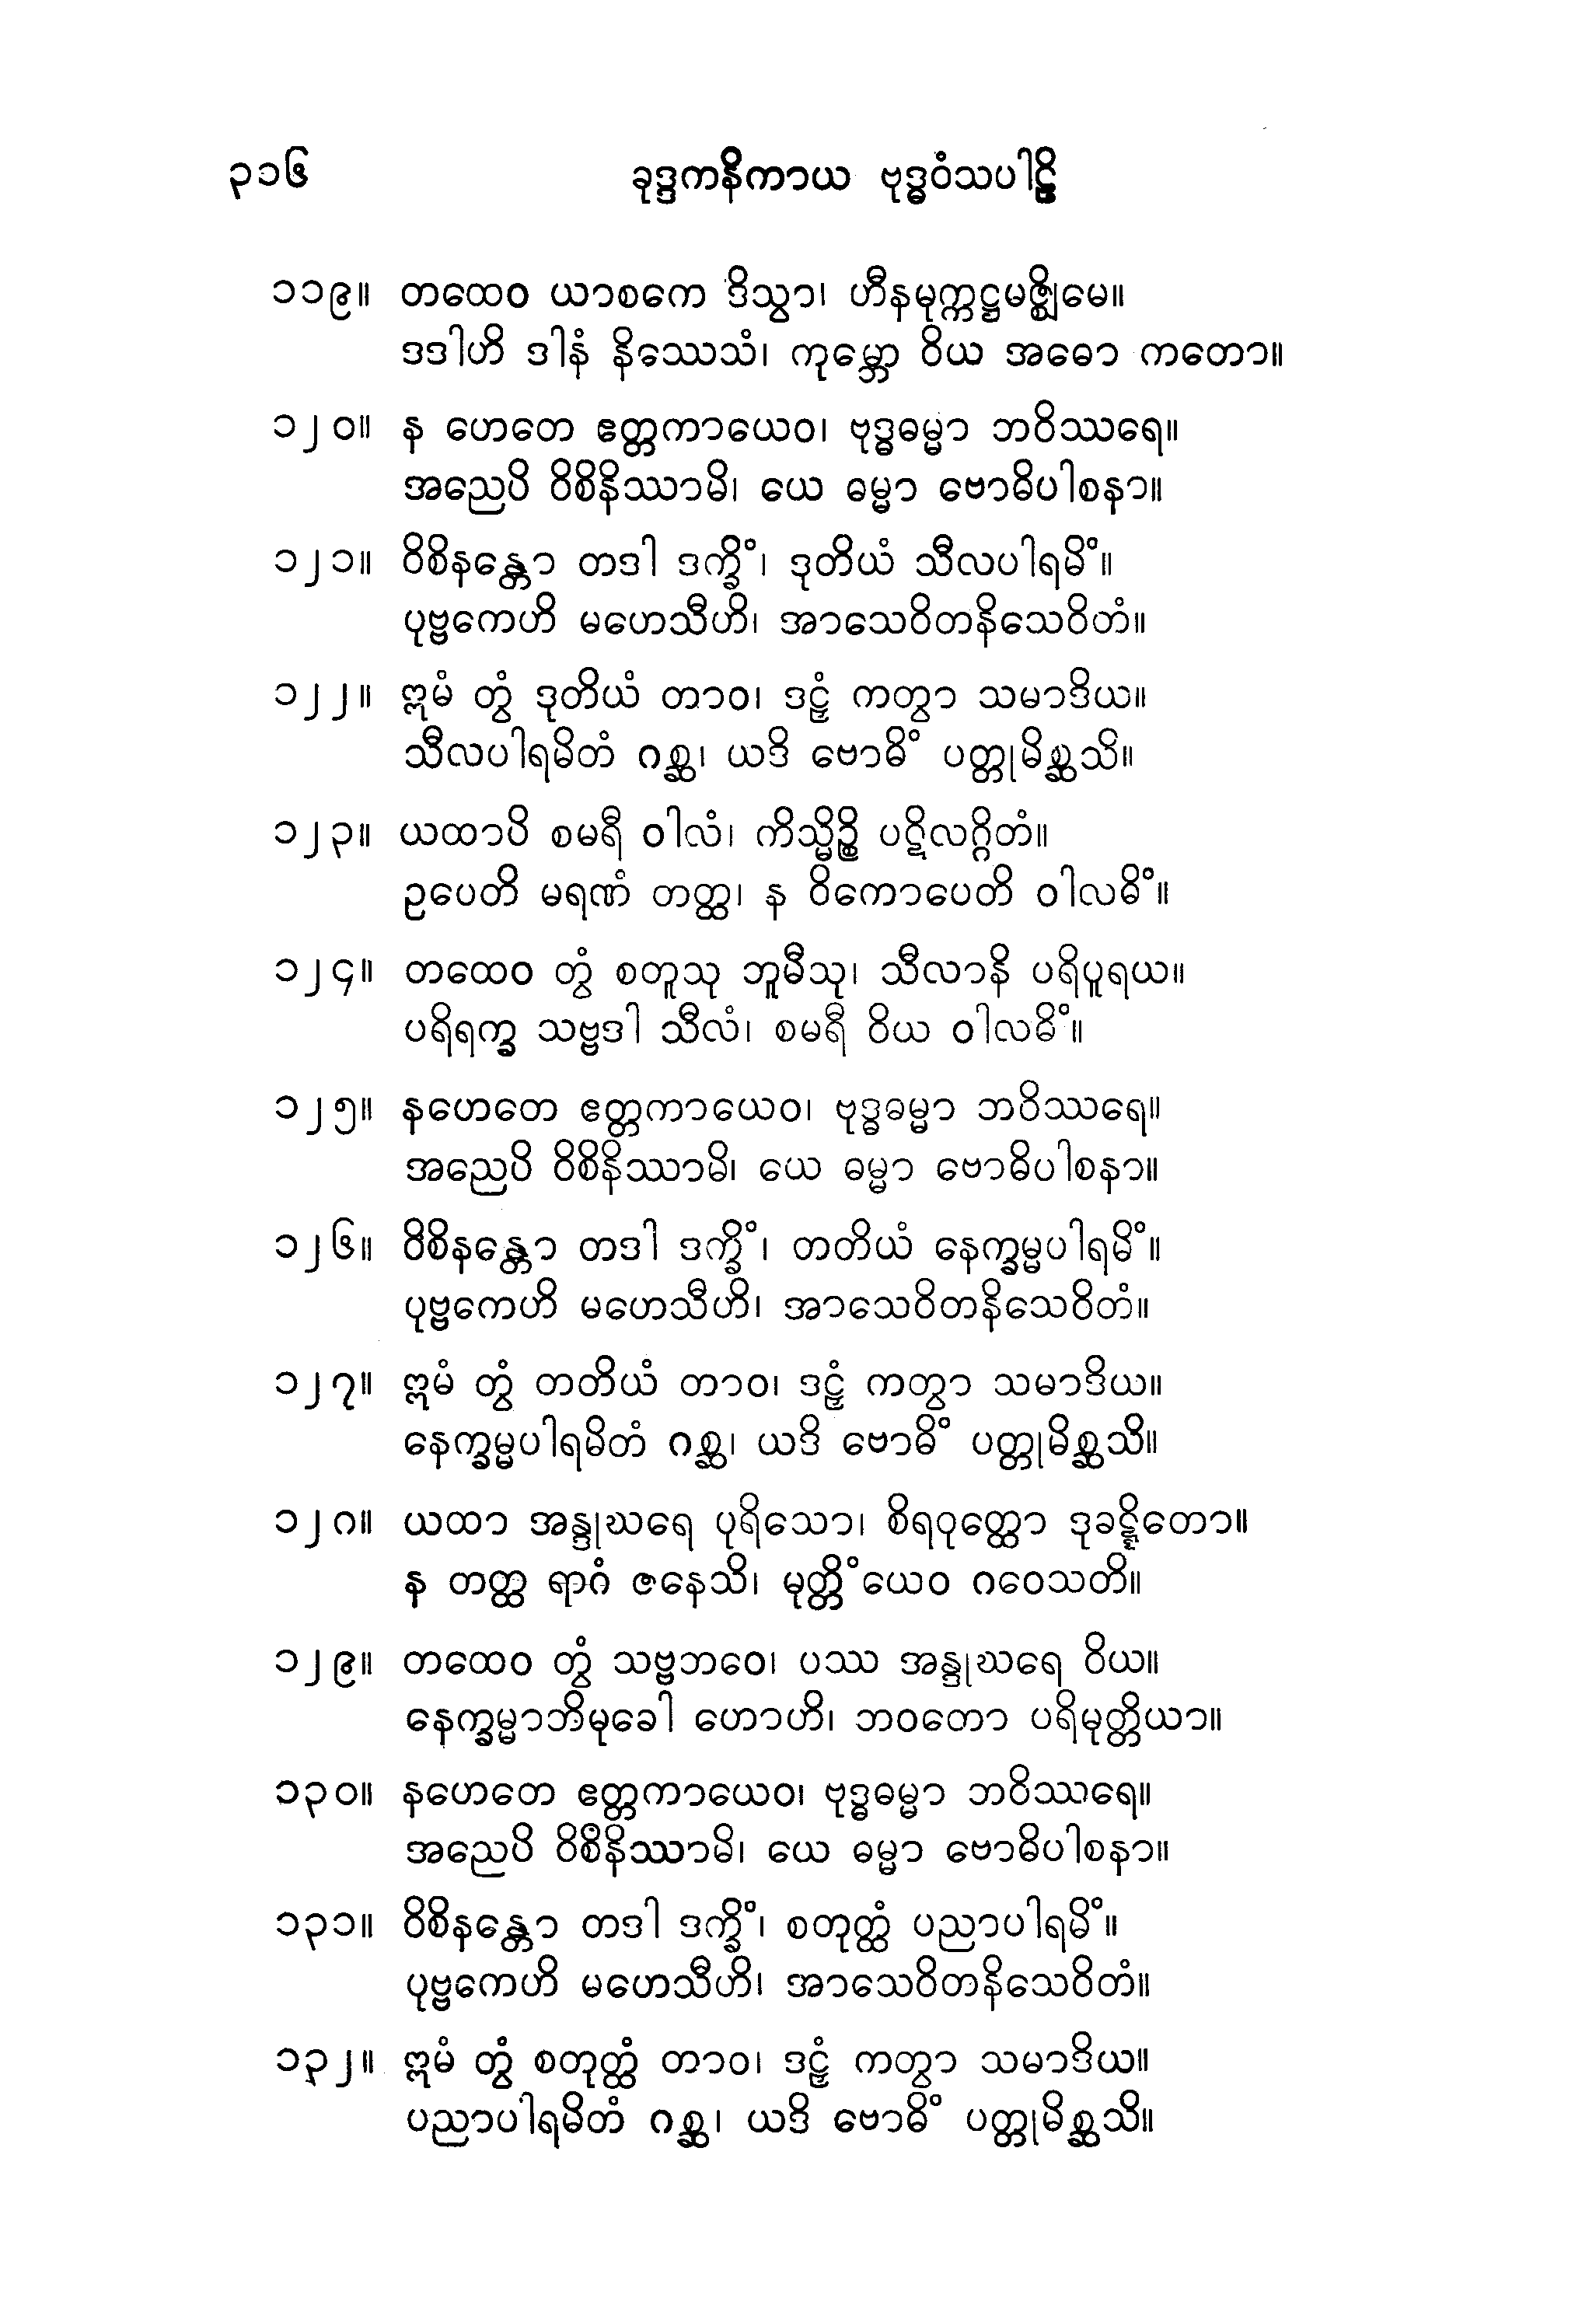 ၃၁၆ ခုဒ္ဒကနိကာယ ဗုဒ္ဓဝံသပါဠိ
၁၁၉။ တထေဝ ယာစကေ ဒိသွာ၊ ဟီနမုက္ကဋ္ဌမဇ္ဈိမေ။
ဒဒါဟိ ဒါနံ နိဿေသံ၊ ကုမ္ဘော ဝိယ အဓော ကတော။
၁၂၀။ န ဟေတေ ဧတ္တကာယေဝ၊ ဗုဒ္ဓဓမ္မာ ဘဝိဿရေ။
အညေပိ ဝိစိနိဿာမိ၊ ယေ ဓမ္မာ ဗောဓိပါစနာ။
၁၂၁။ ဝိစိနန္တော တဒါ ဒက္ခိံ၊ ဒုတိယံ သီလပါရမိံ။
ပုဗ္ဗကေဟိ မဟေသီဟိ၊ အာသေဝိတနိသေဝိတံ။
၁၂၂။ ဣမံ တွံ ဒုတိယံ တာဝ၊ ဒဠှံ ကတွာ သမာဒိယ။
သီလပါရမိတံ ဂစ္ဆ၊ ယဒိ ဗောဓိံ ပတ္တုမိစ္ဆသိ။
၁၂၃။ ယထာပိ စမရီ ဝါလံ၊ ကိသ္မိဉ္စိ ပဋိလဂ္ဂိတံ။
ဥပေတိ မရဏံ တတ္ထ၊ န ဝိကောပေတိ ဝါလဓိံ။
၁၂၄။ တထေဝ တွံ စတူသု ဘူမီသု၊ သီလာနိ ပရိပူရယ။
ပရိရက္ခ သဗ္ဗဒါ သီလံ၊ စမရီ ဝိယ ဝါလဓိံ။
၁၂၅။ နဟေတေ ဧတ္တကာယေဝ၊ ဗုဒ္ဓဓမ္မာ ဘဝိဿရေ။
အညေပိ ဝိစိနိဿာမိ၊ ယေ ဓမ္မာ ဗောဓိပါစနာ။
၁၂၆။ ဝိစိနန္တော တဒါ ဒက္ခိံ၊ တတိယံ နေက္ခမ္မပါရမိံ။
ပုဗ္ဗကေဟိ မဟေသီဟိ၊ အာသေဝိတနိသေဝိတံ။
၁၂၇။ ဣမံ တွံ တတိယံ တာဝ၊ ဒဠှံ ကတွာ သမာဒိယ။
နေက္ခမ္မပါရမိတံ ဂစ္ဆ၊ ယဒိ ဗောဓိံ ပတ္တုမိစ္ဆသိ။
၁၂၈။ ယထာ အန္ဒုဃရေ ပုရိသော၊ စိရဝုတ္ထော ဒုခဋ္ဋိတော။
န တတ္ထ ရာဂံ ဇနေသိ၊ မုတ္တိံယေဝ ဂဝေသတိ။
၁၂၉။ တထေဝ တွံ သဗ္ဗဘဝေ၊ ပဿ အန္ဒုဃရေ ဝိယ။
နေက္ခမ္မာဘိမုခေါ ဟောဟိ၊ ဘဝတော ပရိမုတ္တိယာ။
၁၃၀။ နဟေတေ ဧတ္တကာယေဝ၊ ဗုဒ္ဓဓမ္မာ ဘဝိဿရေ။
အညေပိ ဝိစိနိဿာမိ၊ ယေ ဓမ္မာ ဗောဓိပါစနာ။
၁၃၁။ ဝိစိနန္တော တဒါ ဒက္ခိံ၊ စတုတ္ထံ ပညာပါရမိံ။
ပုဗ္ဗကေဟိ မဟေသီဟိ၊ အာသေဝိတနိသေဝိတံ။
၁၃၂။ ဣမံ တွံ စတုတ္ထံ တာဝ၊ ဒဠှံ ကတွာ သမာဒိယ။
ပညာပါရမိတံ ဂစ္ဆ၊ ယဒိ ဗောဓိံ ပတ္တုမိစ္ဆသိ။